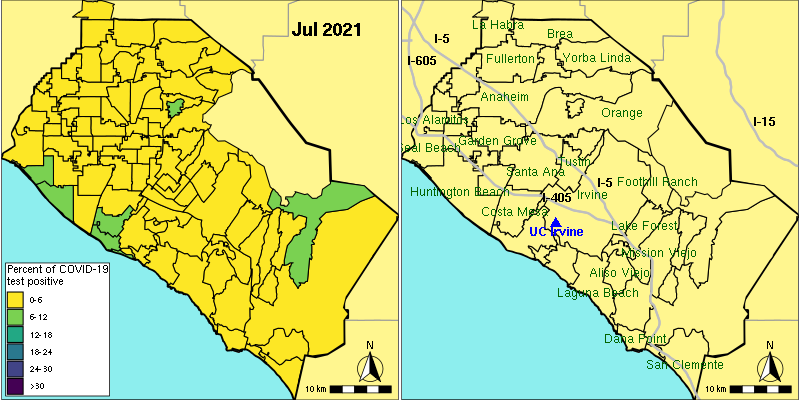 Jul 2021
Percent of COVID-19
test positive
0-6
6-12
12-18
18-24
24-30
>30
N
10 km
La Habra
Brea
I-5
I-605
Fullerton
Yorba Linda
Anaheim
Orange
I-15
Los Alamitos
Garden Grove
Seal Beach
Tustin
Santa Ana
I-5
Foothill Ranch
Huntington Beach
I-405
Irvine
Costa Mesa
Lake Forest
UC Irvine
Mission Viejo
Aliso Viejo
Laguna Beach
Dana Point
San Clemente
N
10 km